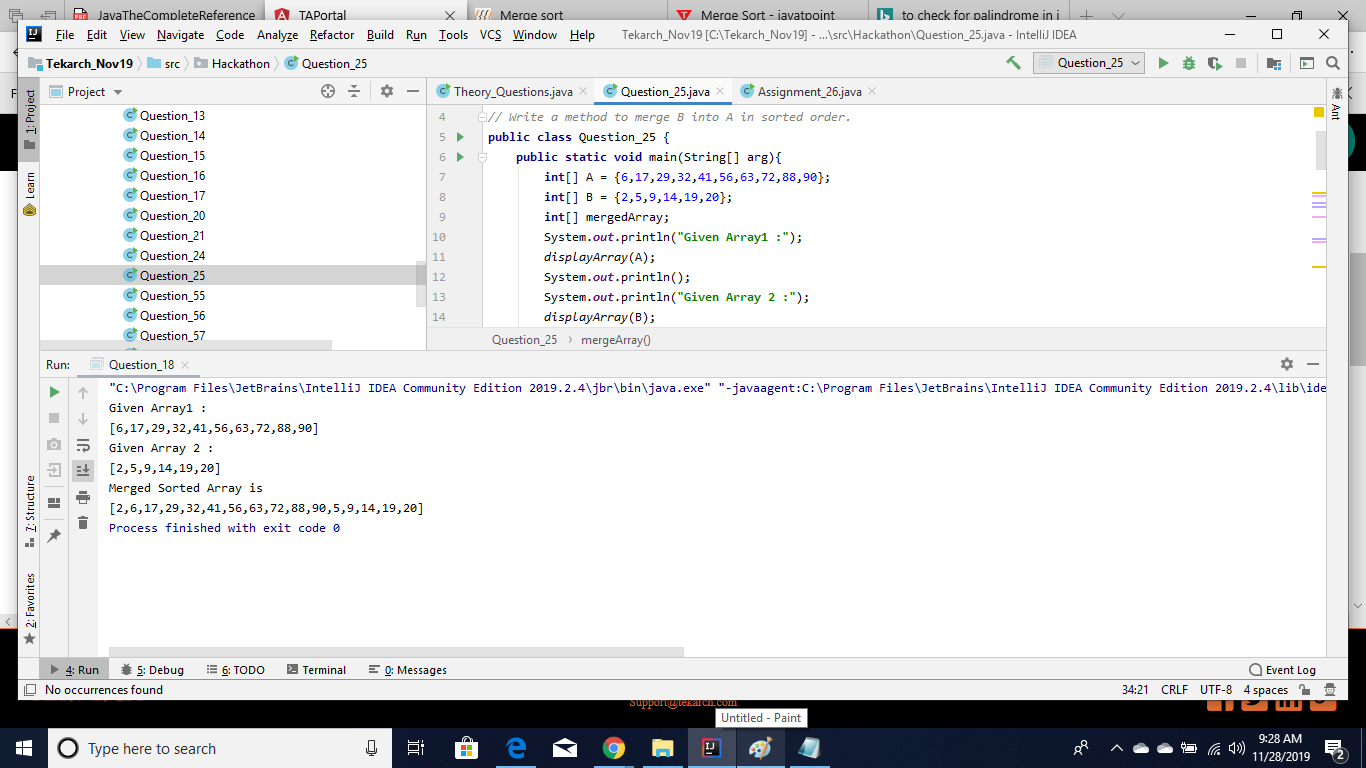 JavaTheCompleteReference
TAPortal
Merge sort
Merge Sort - javatpoint
to check for palindrome in j
File Edit View Navigate Code Analyze Refactor Build Run Tools VCS Window Help
Tekarch_Nov19 [C:\Tekarch_Nov19] - ...\src\Hackathon\Question_25.java - IntelliJ IDEA
Tekarch_Nov19 src Hackathon Question_25
Question_25
1: Project
Learn
7: Structure
2: Favorites
Ant
Project
Question_13
Question_14
Question_15
Question_16
Question_17
Question_20
Question_21
Question_24
Question_25
Question_55
Question_56
Question_57
Theory_Questions.java Question_25.java Assignment_26.java
4 // Write a method to merge B into A in sorted order.
5 public class Question_25 {
6 public static void main(String[] arg){
7 int[] A = {6,17,29,32,41,56,63,72,88,90};
8 int[] B = {2,5,9,14,19,20};
9 int[] mergedArray;
10 System.out.println("Given Array1 :");
11 displayArray(A);
12 System.out.println();
13 System.out.println("Given Array 2 :");
14 displayArray(B);
Question_25 › mergeArray()
Run: Question_18
"C:\Program Files\JetBrains\IntelliJ IDEA Community Edition 2019.2.4\jbr\bin\java.exe" "-javaagent:C:\Program Files\JetBrains\IntelliJ IDEA Community Edition 2019.2.4\lib\ide
Given Array1 :
[6,17,29,32,41,56,63,72,88,90]
Given Array 2 :
[2,5,9,14,19,20]
Merged Sorted Array is
[2,6,17,29,32,41,56,63,72,88,90,5,9,14,19,20]
Process finished with exit code 0
4: Run 5: Debug 6: TODO Terminal 0: Messages
Event Log
No occurrences found
34:21 CRLF UTF-8 4 spaces
Support@tekarch.com
Untitled - Paint
Type here to search
9:28 AM
11/28/2019
2